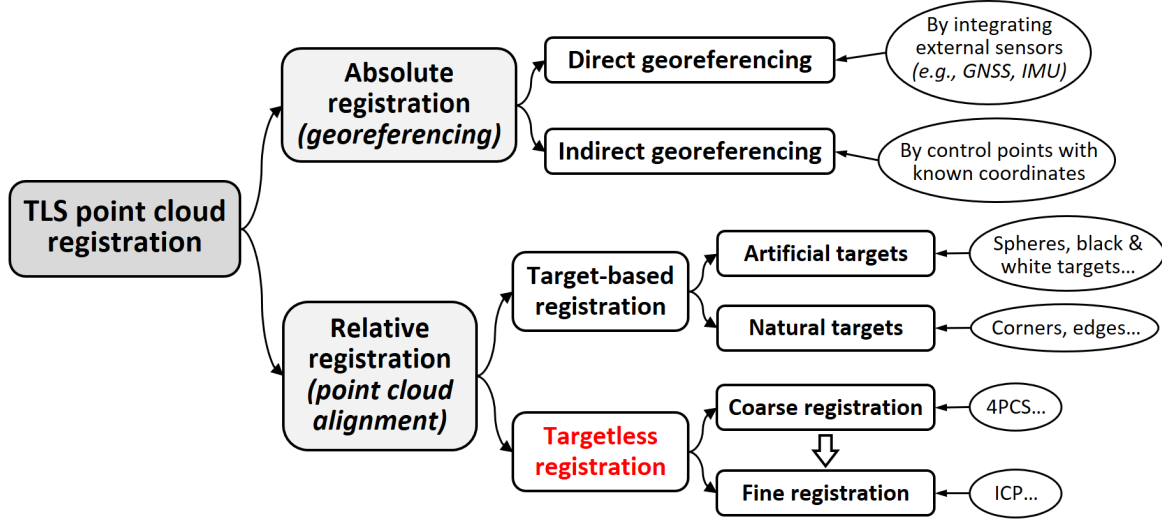 TLS point cloud
registration
Absolute
registration
(georeferencing)
Direct georeferencing
By integrating
external sensors
(e.g., GNSS, IMU)
Indirect georeferencing
By control points with
known coordinates
Relative
registration
(point cloud
alignment)
Target-based
registration
Artificial targets
Spheres, black &
white targets...
Natural targets
Corners, edges...
Targetless
registration
Coarse registration
4PCS...
Fine registration
ICP...